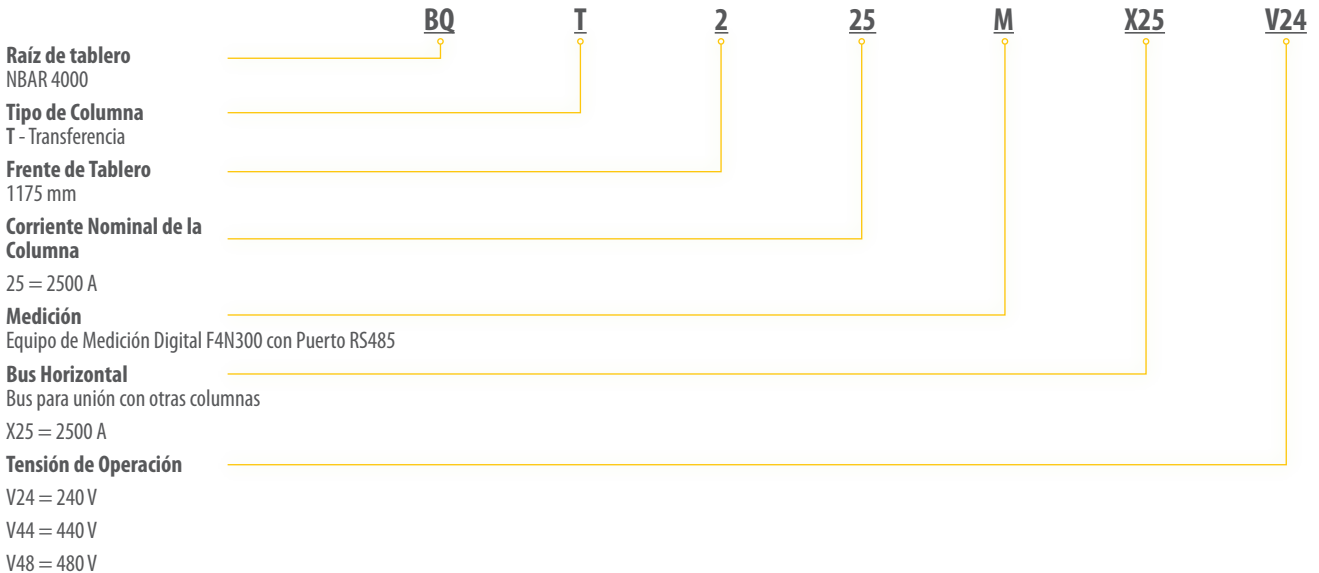 BQ T 2 25 M X25 V24
Raíz de tablero
NBAR 4000
Tipo de Columna
T - Transferencia
Frente de Tablero
1175 mm
Corriente Nominal de la
Columna
25 = 2500 A
Medición
Equipo de Medición Digital F4N300 con Puerto RS485
Bus Horizontal
Bus para unión con otras columnas
X25 = 2500 A
Tensión de Operación
V24 = 240 V
V44 = 440 V
V48 = 480 V